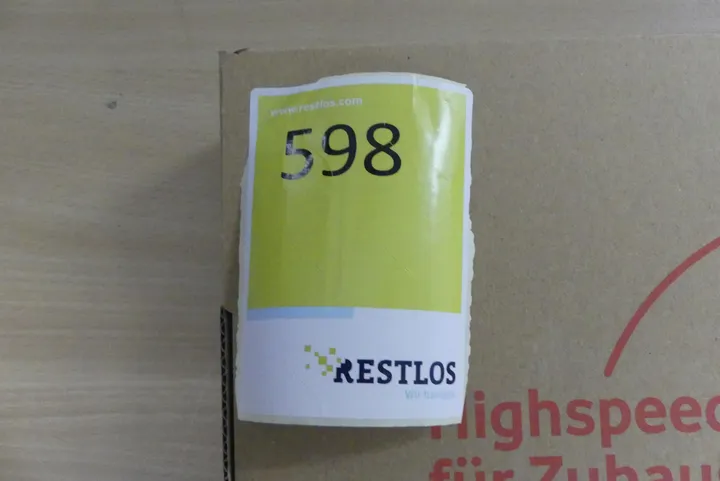 www.restlos.com
598
RESTLOS
Highspeed
für Zuhau